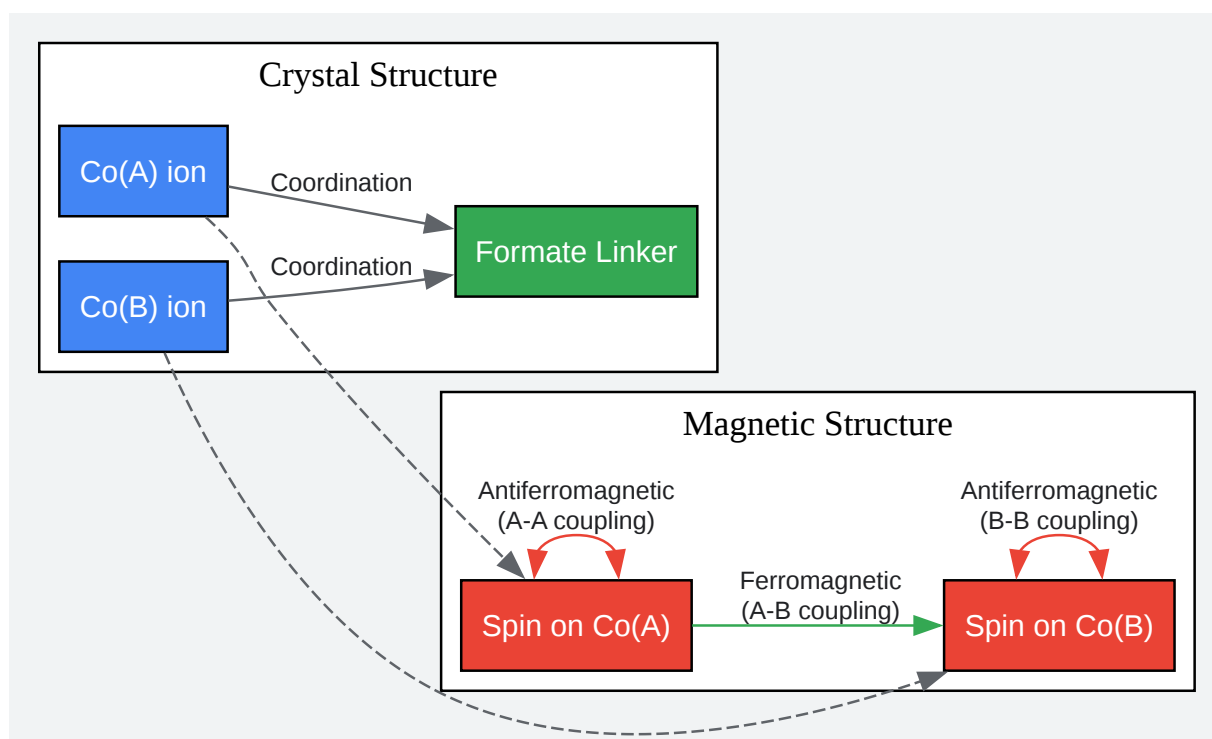 Crystal Structure
Co(A) ion
Coordination
Formate Linker
Coordination
Co(B) ion
Magnetic Structure
Antiferromagnetic
(A-A coupling)
Antiferromagnetic
(B-B coupling)
Ferromagnetic
(A-B coupling)
Spin on Co(A)
Spin on Co(B)